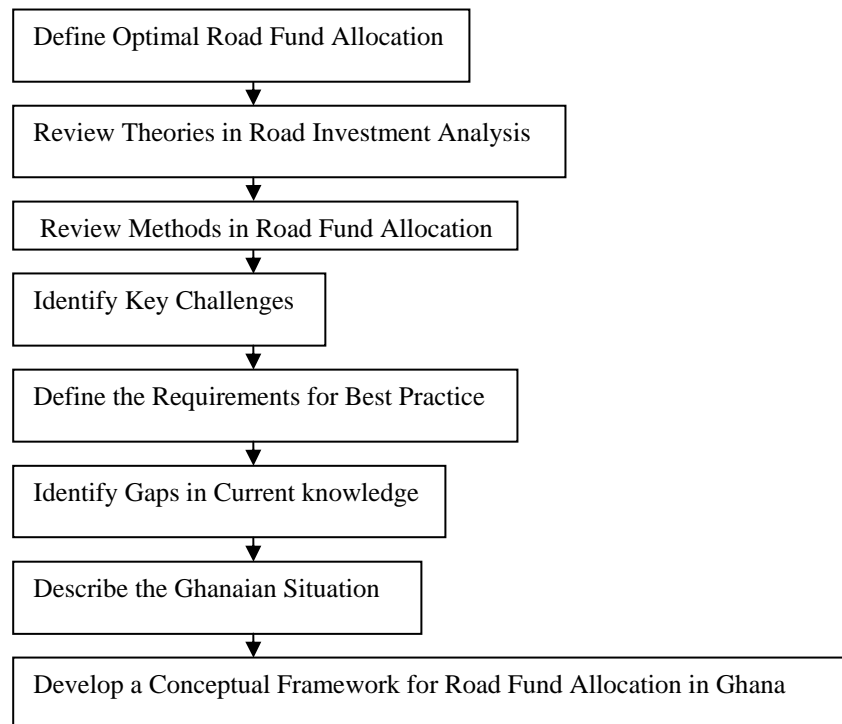 Define Optimal Road Fund Allocation
Review Theories in Road Investment Analysis
Review Methods in Road Fund Allocation
Identify Key Challenges
Define the Requirements for Best Practice
Identify Gaps in Current knowledge
Describe the Ghanaian Situation
Develop a Conceptual Framework for Road Fund Allocation in Ghana